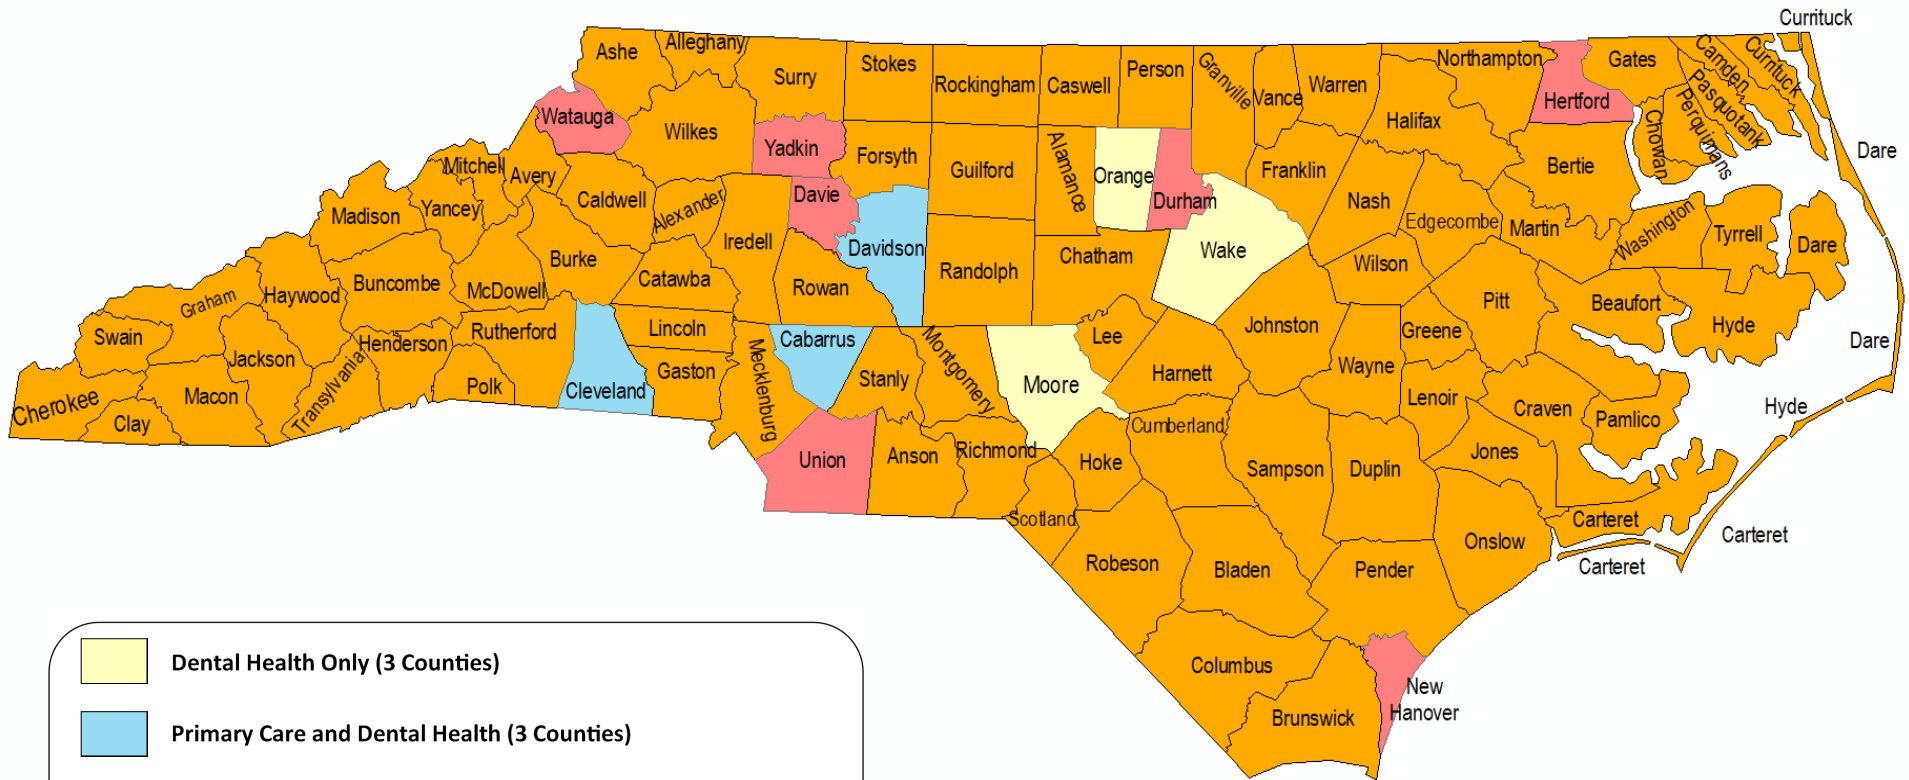 Currituck
Ashe
Alleghany
Surry
Stokes
Rockingham
Caswell
Person
Granville
Vance
Warren
Northampton
Hertford
Gates
Camden
Currituck
Pasquotank
Perquimans
Chowan
Watauga
Wilkes
Yadkin
Forsyth
Guilford
Alamance
Orange
Durham
Franklin
Halifax
Bertie
Dare
Mitchell
Avery
Caldwell
Alexander
Davie
Madison
Yancey
Iredell
Davidson
Randolph
Chatham
Wake
Nash
Edgecombe
Martin
Washington
Tyrrell
Dare
Buncombe
McDowell
Burke
Catawba
Rowan
Wilson
Pitt
Beaufort
Hyde
Graham
Haywood
Swain
Jackson
Henderson
Rutherford
Lincoln
Cabarrus
Lee
Johnston
Greene
Dare
Cherokee
Clay
Macon
Transylvania
Polk
Cleveland
Gaston
Mecklenburg
Stanly
Montgomery
Moore
Harnett
Wayne
Lenoir
Craven
Pamlico
Hyde
Union
Anson
Richmond
Hoke
Cumberland
Sampson
Duplin
Jones
Scotland
Carteret
Carteret
Carteret
Robeson
Bladen
Pender
Onslow
Columbus
Brunswick
New
Hanover
Dental Health Only (3 Counties)
Primary Care and Dental Health (3 Counties)